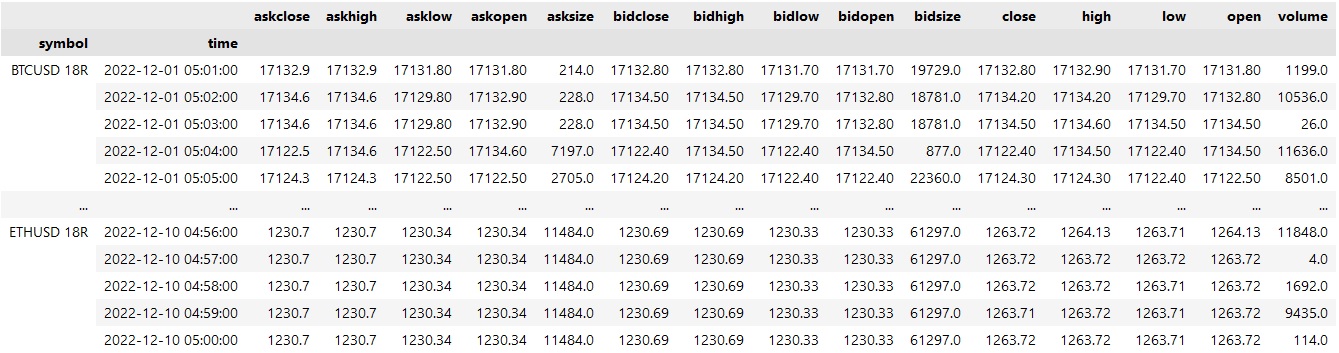 askclose askhigh asklow askopen asksize bidclose bidhigh bidlow bidopen bidsize close high low open volume
symbol time
BTCUSD 18R 2022-12-01 05:01:00 17132.9 17132.9 17131.80 17131.80 214.0 17132.80 17132.80 17131.70 17131.70 19729.0 17132.80 17132.90 17131.70 17131.80 1199.0
2022-12-01 05:02:00 17134.6 17134.6 17129.80 17132.90 228.0 17134.50 17134.50 17129.70 17132.80 18781.0 17134.20 17134.20 17129.70 17132.80 10536.0
2022-12-01 05:03:00 17134.6 17134.6 17129.80 17132.90 228.0 17134.50 17134.50 17129.70 17132.80 18781.0 17134.50 17134.60 17134.50 17134.50 26.0
2022-12-01 05:04:00 17122.5 17134.6 17122.50 17134.60 7197.0 17122.40 17134.50 17122.40 17134.50 877.0 17122.40 17134.50 17122.40 17134.50 11636.0
2022-12-01 05:05:00 17124.3 17124.3 17122.50 17122.50 2705.0 17124.20 17124.20 17122.40 17122.40 22360.0 17124.30 17124.30 17122.40 17122.50 8501.0
... ... ... ... ... ... ... ... ... ... ... ... ... ... ... ... ...
ETHUSD 18R 2022-12-10 04:56:00 1230.7 1230.7 1230.34 1230.34 11484.0 1230.69 1230.69 1230.33 1230.33 61297.0 1263.72 1264.13 1263.71 1264.13 11848.0
2022-12-10 04:57:00 1230.7 1230.7 1230.34 1230.34 11484.0 1230.69 1230.69 1230.33 1230.33 61297.0 1263.72 1263.72 1263.72 1263.72 4.0
2022-12-10 04:58:00 1230.7 1230.7 1230.34 1230.34 11484.0 1230.69 1230.69 1230.33 1230.33 61297.0 1263.72 1263.72 1263.71 1263.72 1692.0
2022-12-10 04:59:00 1230.7 1230.7 1230.34 1230.34 11484.0 1230.69 1230.69 1230.33 1230.33 61297.0 1263.71 1263.72 1263.71 1263.72 9435.0
2022-12-10 05:00:00 1230.7 1230.7 1230.34 1230.34 11484.0 1230.69 1230.69 1230.33 1230.33 61297.0 1263.72 1263.72 1263.71 1263.72 114.0